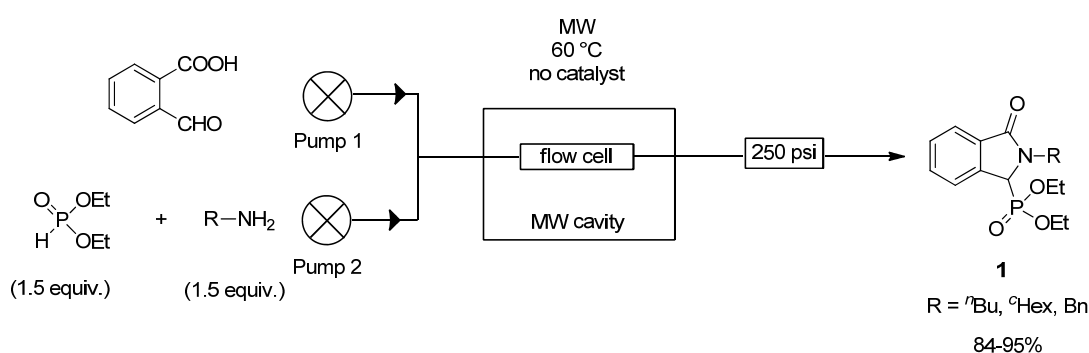 MW
60 °C
no catalyst
COOH
CHO
Pump 1
flow cell
250 psi
MW cavity
O
N–R
O
P
OEt
O
OEt
1
R = ⁿBu, ᶜHex, Bn
84-95%
O
OEt
P
H
OEt
+
R–NH₂
Pump 2
(1.5 equiv.)
(1.5 equiv.)